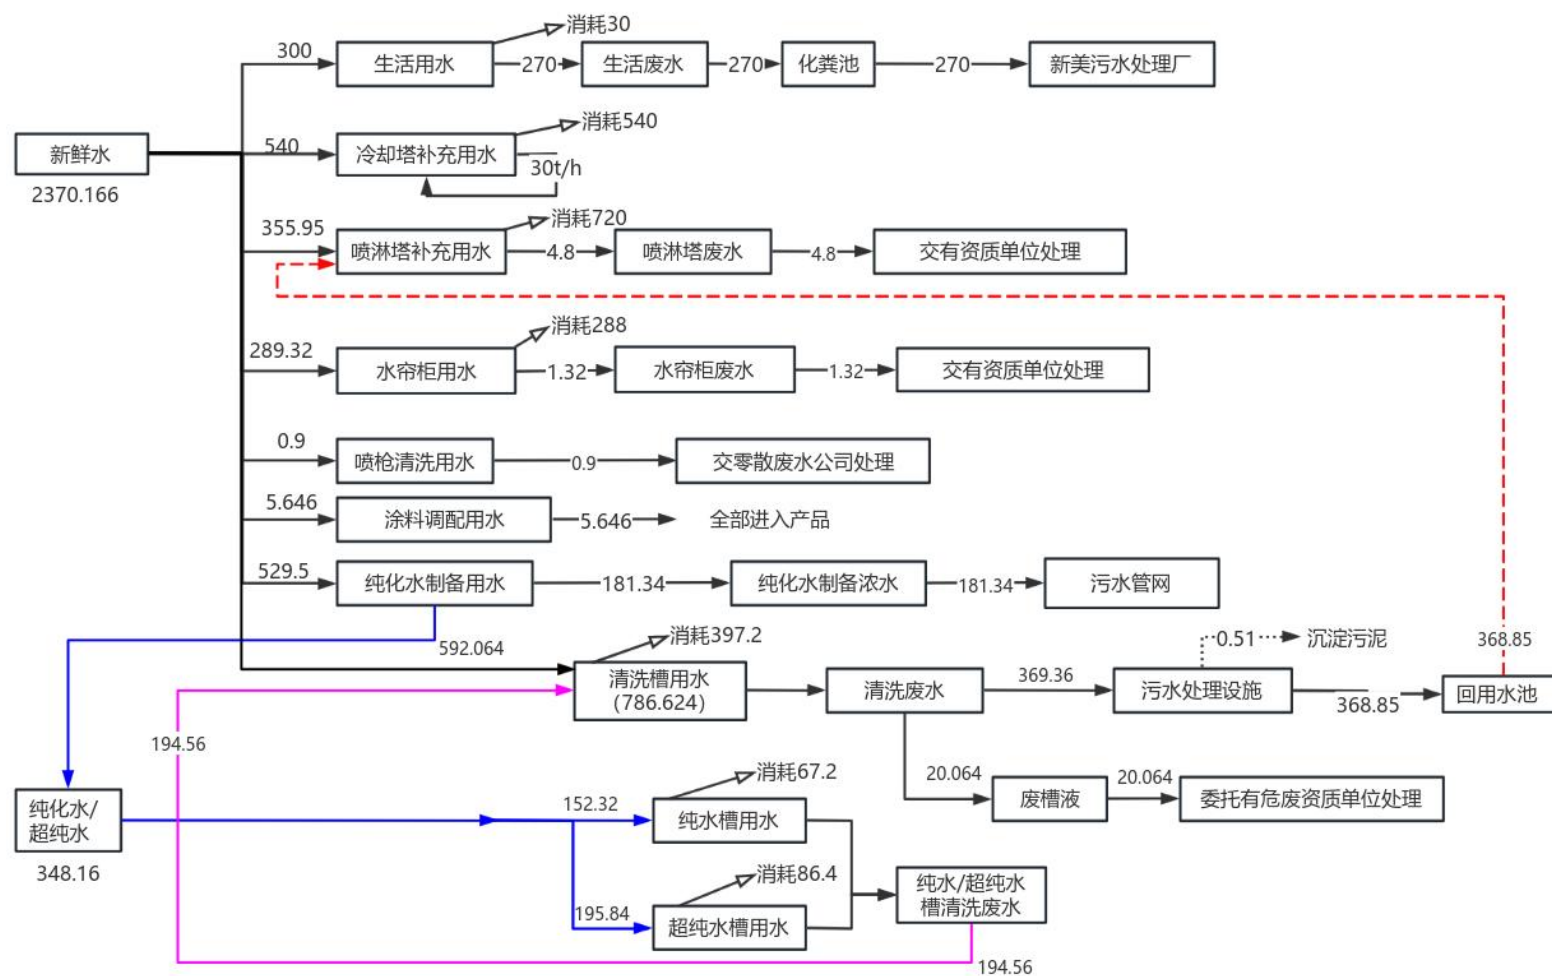 消耗30
300
生活用水
270
生活废水
270
化粪池
270
新美污水处理厂
消耗540
新鲜水
540
冷却塔补充用水
30t/h
2370.166
消耗720
355.95
喷淋塔补充用水
4.8
喷淋塔废水
4.8
交有资质单位处理
消耗288
289.32
水帘柜用水
1.32
水帘柜废水
1.32
交有资质单位处理
0.9
喷枪清洗用水
0.9
交零散废水公司处理
5.646
涂料调配用水
5.646
全部进入产品
529.5
纯化水制备用水
181.34
纯化水制备浓水
181.34
污水管网
592.064
消耗397.2
0.51
沉淀污泥
368.85
清洗槽用水
(786.624)
清洗废水
369.36
污水处理设施
368.85
回用水池
194.56
20.064
废槽液
20.064
委托有危废资质单位处理
消耗67.2
纯化水/
超纯水
152.32
纯水槽用水
348.16
消耗86.4
195.84
超纯水槽用水
纯水/超纯水
槽清洗废水
194.56